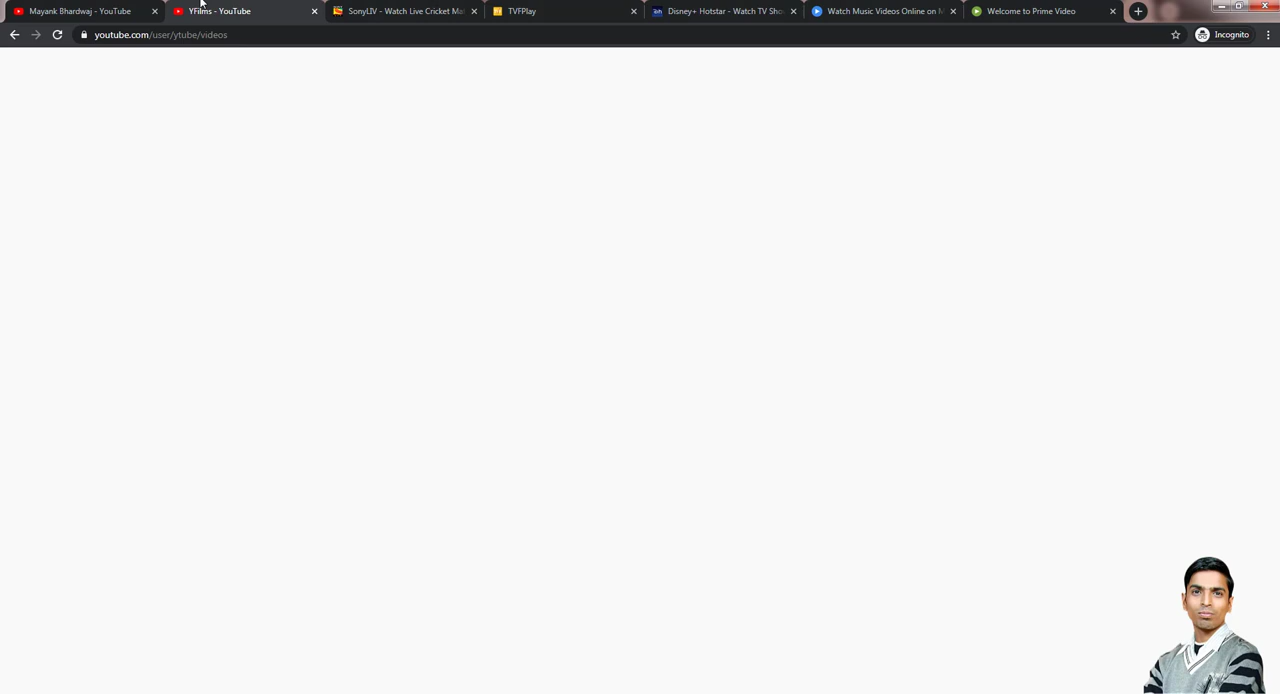 Mayank Bhardwaj - YouTube
YFilms - YouTube
SonyLIV - Watch Live Cricket Mat
TVFPlay
Disney+ Hotstar - Watch TV Sho
Watch Music Videos Online on M
Welcome to Prime Video
youtube.com/user/ytube/videos
Incognito